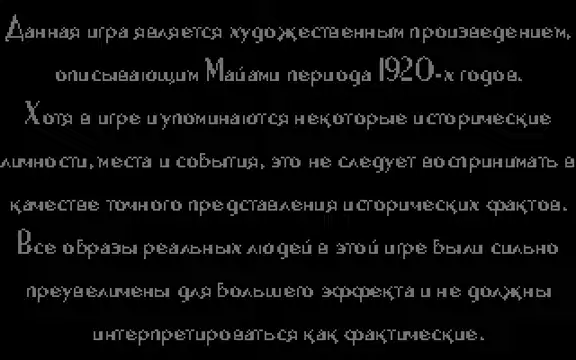 Данная игра является художественным произведением,
описывающим Майами периода 1920-х годов.
Хотя в игре и упоминаются некоторые исторические
личности, места и события, это не следует воспринимать в
качестве точного представления исторических фактов.
Все образы реальных людей в этой игре были сильно
преувеличены для большего эффекта и не должны
интерпретироваться как фактические.